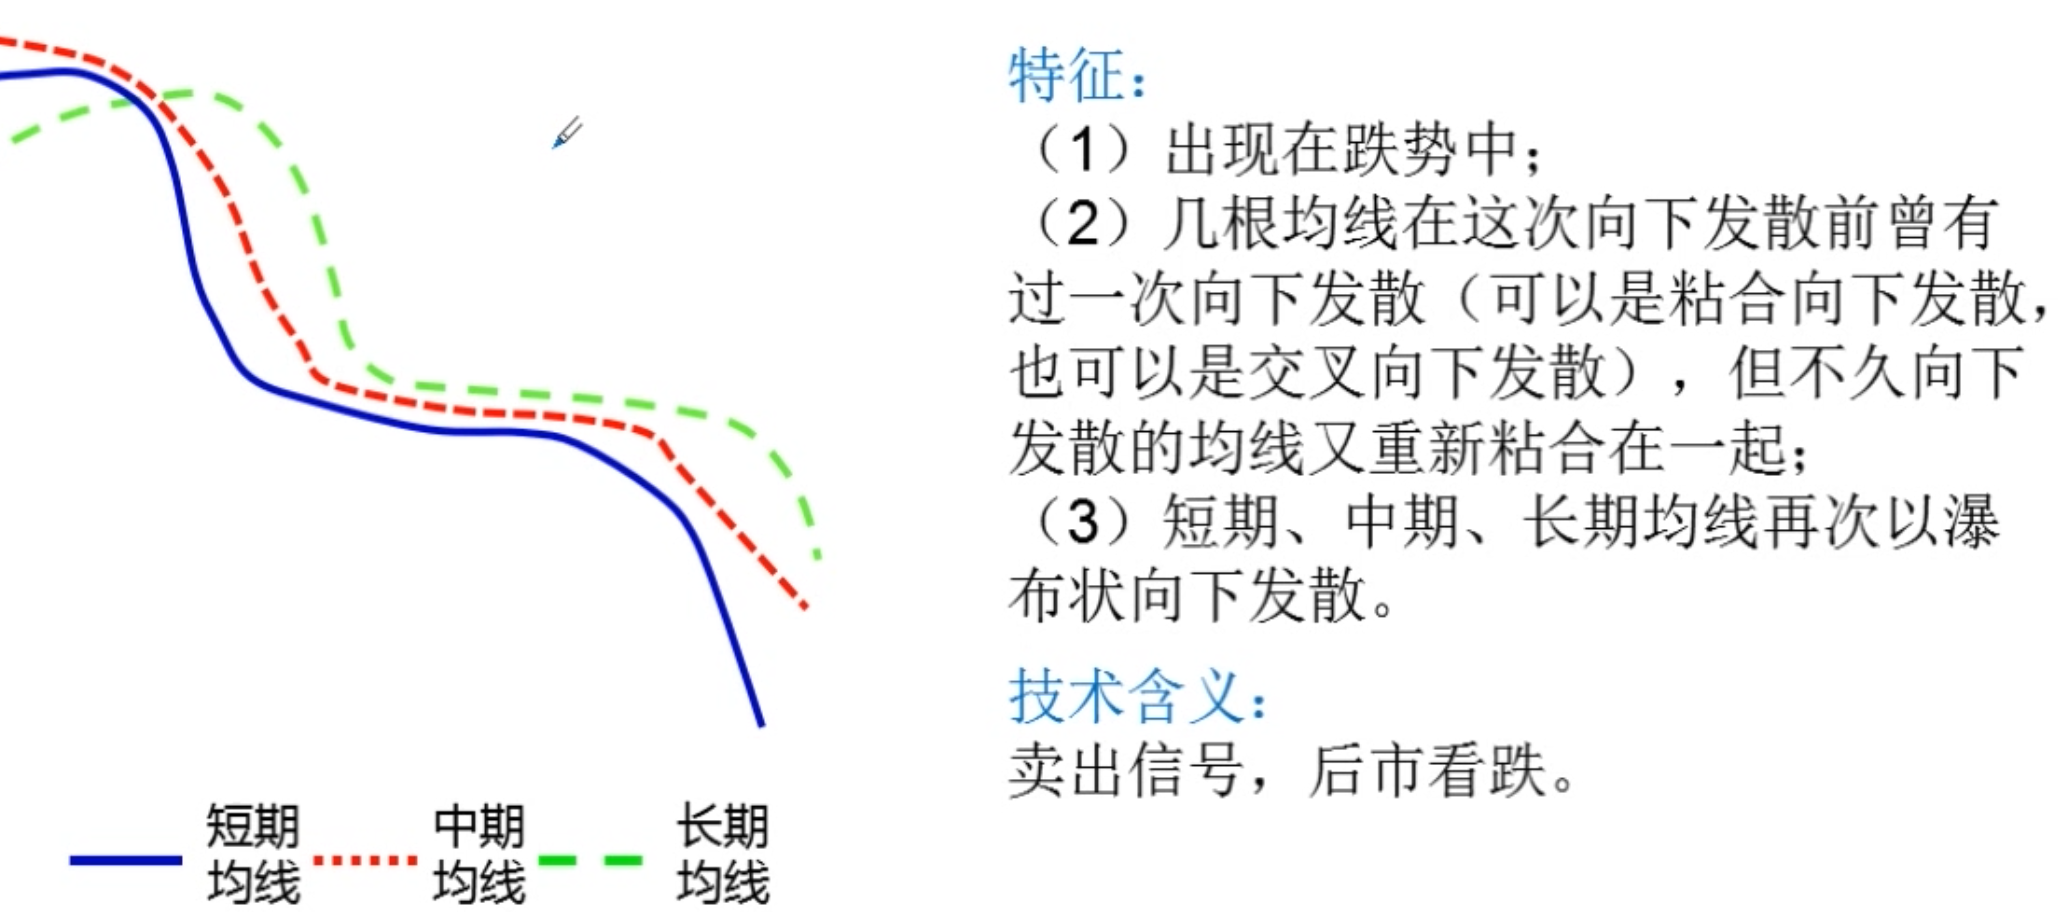 特征：
（1）出现在跌势中；
（2）几根均线在这次向下发散前曾有
过一次向下发散（可以是粘合向下发散，
也可以是交叉向下发散），但不久向下
发散的均线又重新粘合在一起；
（3）短期、中期、长期均线再次以瀑
布状向下发散。
技术含义：
卖出信号，后市看跌。
短期
均线
中期
均线
长期
均线